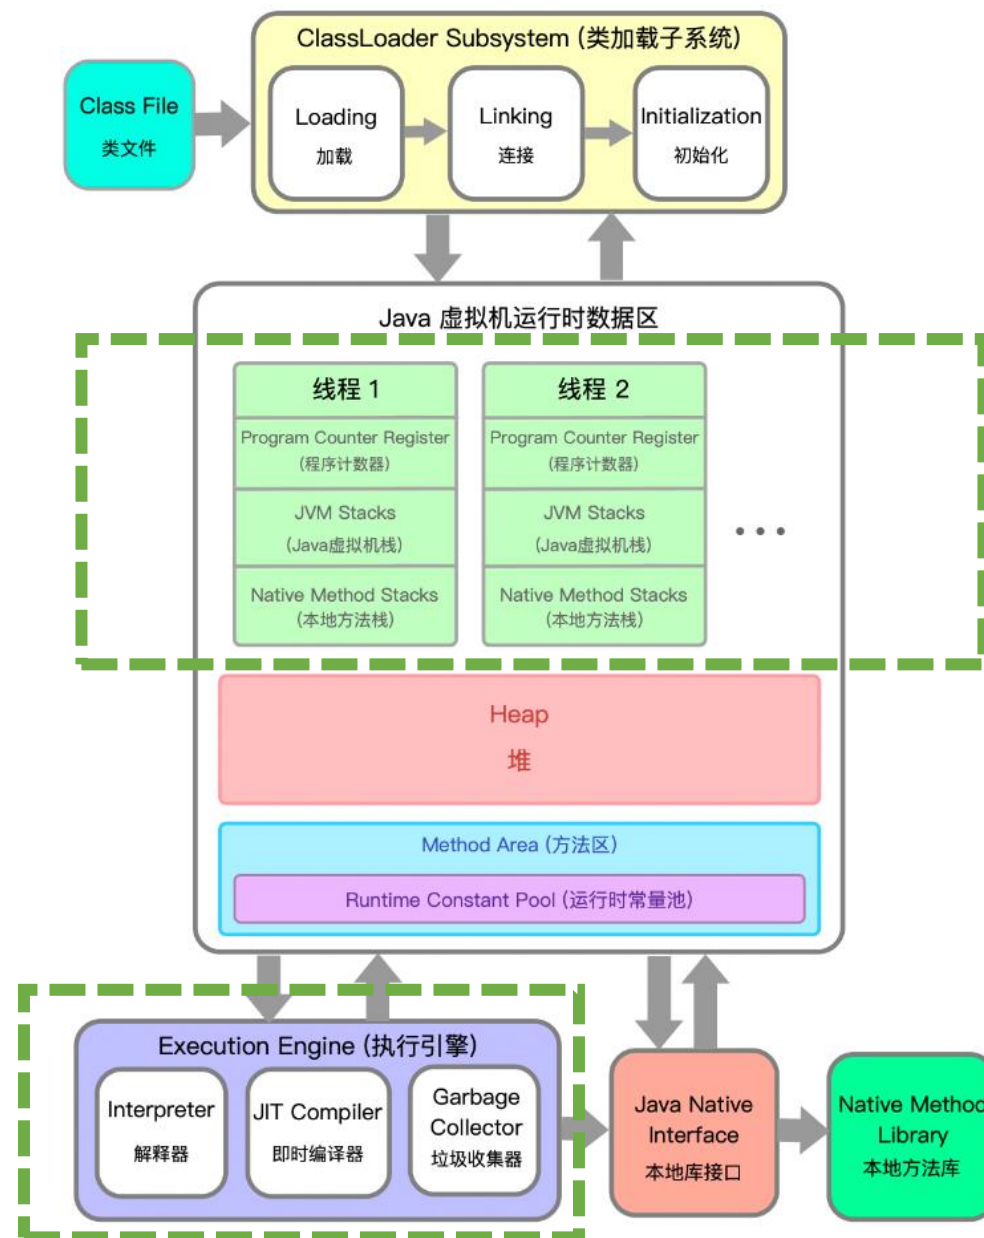 ClassLoader Subsystem (类加载子系统)
Class File
类文件
Loading
加载
Linking
连接
Initialization
初始化
Java 虚拟机运行时数据区
线程 1
Program Counter Register
(程序计数器)
JVM Stacks
(Java虚拟机栈)
Native Method Stacks
(本地方法栈)
线程 2
Program Counter Register
(程序计数器)
JVM Stacks
(Java虚拟机栈)
Native Method Stacks
(本地方法栈)
• • •
Heap
堆
Method Area (方法区)
Runtime Constant Pool (运行时常量池)
Execution Engine (执行引擎)
Interpreter
解释器
JIT Compiler
即时编译器
Garbage
Collector
垃圾收集器
Java Native
Interface
本地库接口
Native Method
Library
本地方法库